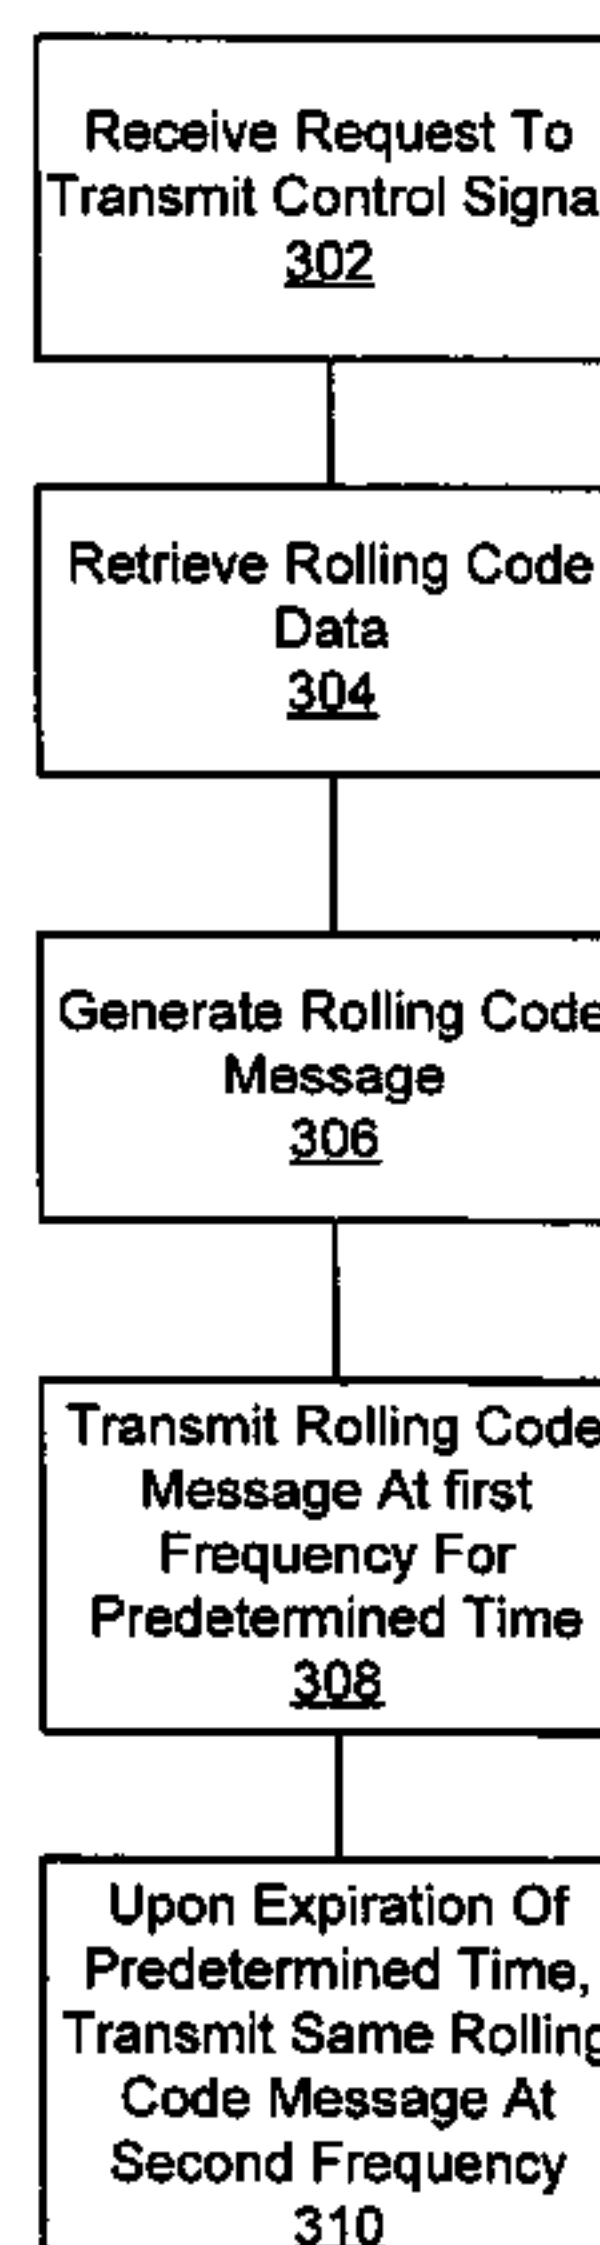 Receive Request To
Transmit Control Signa
302
Retrieve Rolling Code
Data
304
Generate Rolling Code
Message
306
Transmit Rolling Code
Message At first
Frequency For
Predetermined Time
308
Upon Expiration Of
Predetermined Time,
Transmit Same Rolling
Code Message At
Second Frequency
310